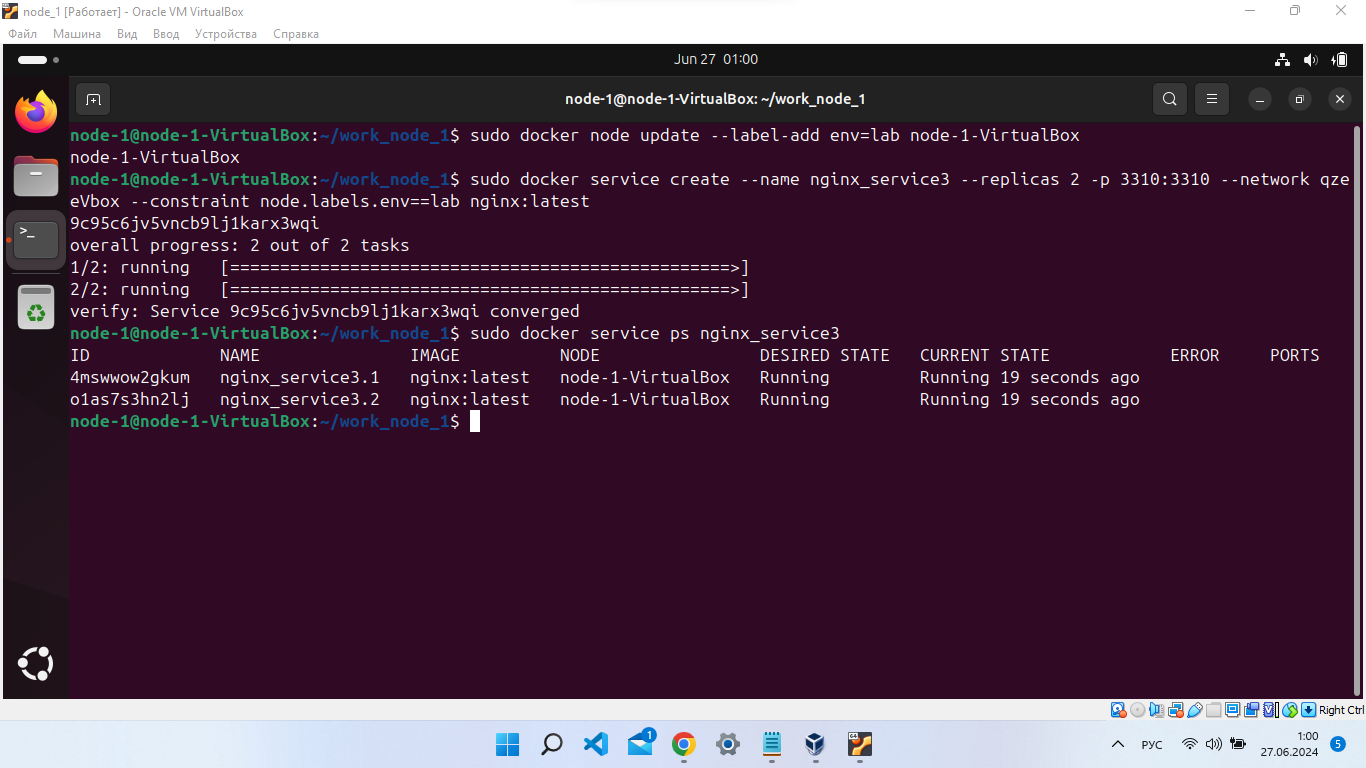 node_1 [Работает] - Oracle VM VirtualBox
Файл Машина Вид Ввод Устройства Справка
Jun 27 01:00
node-1@node-1-VirtualBox: ~/work_node_1
node-1@node-1-VirtualBox:~/work_node_1$ sudo docker node update --label-add env=lab node-1-VirtualBox
node-1-VirtualBox
node-1@node-1-VirtualBox:~/work_node_1$ sudo docker service create --name nginx_service3 --replicas 2 -p 3310:3310 --network qze
eVbox --constraint node.labels.env==lab nginx:latest
9c95c6jv5vncb9lj1karx3wqi
overall progress: 2 out of 2 tasks
1/2: running [==================================================>]
2/2: running [==================================================>]
verify: Service 9c95c6jv5vncb9lj1karx3wqi converged
node-1@node-1-VirtualBox:~/work_node_1$ sudo docker service ps nginx_service3
ID NAME IMAGE NODE DESIRED STATE CURRENT STATE ERROR PORTS
4mswwow2gkum nginx_service3.1 nginx:latest node-1-VirtualBox Running Running 19 seconds ago
o1as7s3hn2lj nginx_service3.2 nginx:latest node-1-VirtualBox Running Running 19 seconds ago
node-1@node-1-VirtualBox:~/work_node_1$
Right Ctrl
1
РУС
1:00
27.06.2024
5